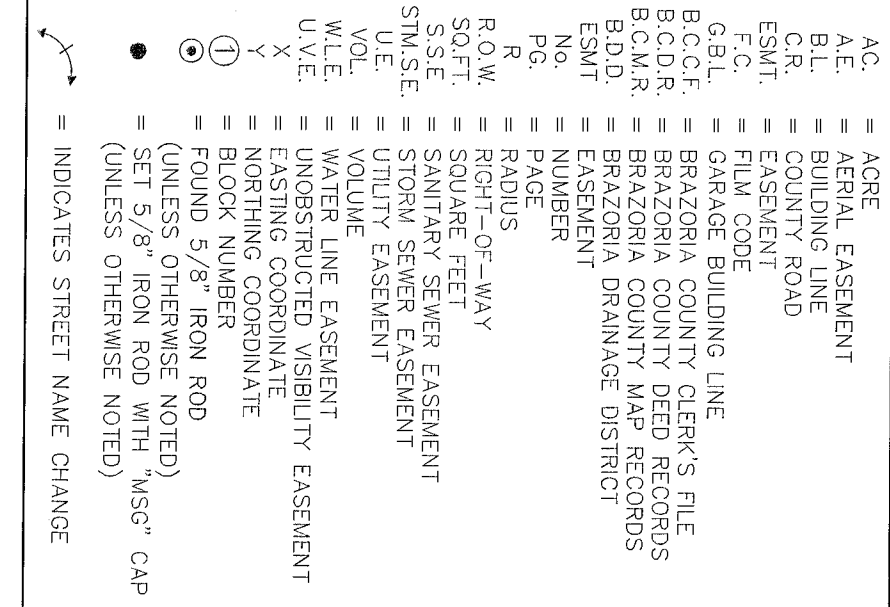 AC. = ACRE
A.E. = AERIAL EASEMENT
B.L. = BUILDING LINE
C.R. = COUNTY ROAD
ESMT. = EASEMENT
F.C. = FILM CODE
G.B.L. = GARAGE BUILDING LINE
B.C.C.F. = BRAZORIA COUNTY CLERK'S FILE
B.C.D.R. = BRAZORIA COUNTY DEED RECORDS
B.C.M.R. = BRAZORIA COUNTY MAP RECORDS
B.D.D. = BRAZORIA DRAINAGE DISTRICT
ESMT = EASEMENT
No. = NUMBER
PG. = PAGE
R = RADIUS
R.O.W. = RIGHT-OF-WAY
SQ.FT. = SQUARE FEET
S.S.E = SANITARY SEWER EASEMENT
STM.S.E. = STORM SEWER EASEMENT
U.E. = UTILITY EASEMENT
VOL. = VOLUME
W.L.E. = WATER LINE EASEMENT
U.V.E. = UNOBSTRUCTED VISIBILITY EASEMENT
X = EASTING COORDINATE
Y = NORTHING COORDINATE
1 = BLOCK NUMBER
= FOUND 5/8" IRON ROD
(UNLESS OTHERWISE NOTED)
= SET 5/8" IRON ROD WITH "MSG" CAP
(UNLESS OTHERWISE NOTED)
= INDICATES STREET NAME CHANGE